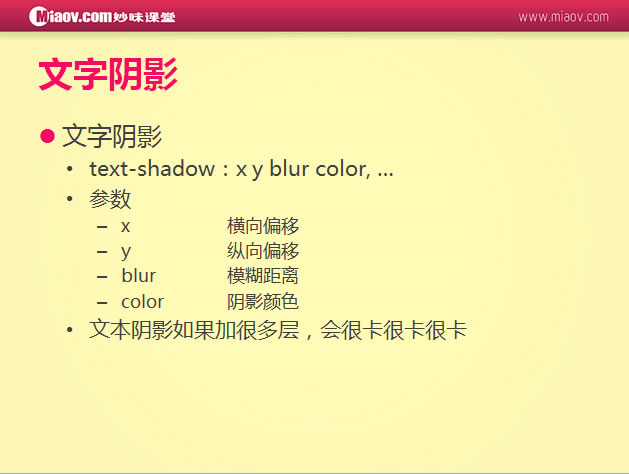 Miaov.com妙味课堂
www.miaov.com
文字阴影
文字阴影
text-shadow：x y blur color, …
参数
x 横向偏移
y 纵向偏移
blur 模糊距离
color 阴影颜色
文本阴影如果加很多层，会很卡很卡很卡